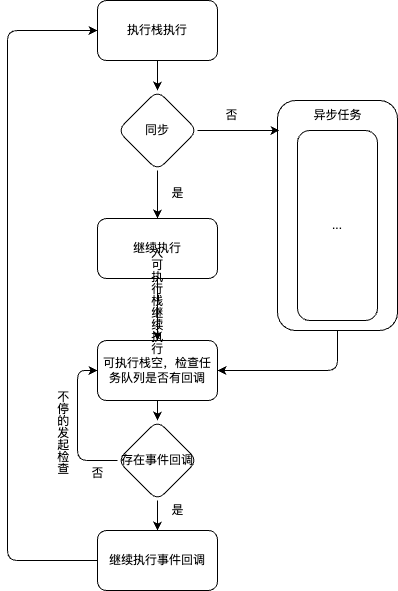 执行栈执行
同步
否
异步任务
...
是
继续执行
入可执行栈继续执行
可执行栈空，检查任
务队列是否有回调
不停的发起检查
存在事件回调
否
是
继续执行事件回调